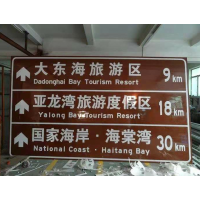 大东海旅游区
Dadonghai Bay Tourism Resort
9 km
亚龙湾旅游度假区
Yalong Bay Tourism Resort
18 km
国家海岸·海棠湾
National Coast · Haitang Bay
30 km